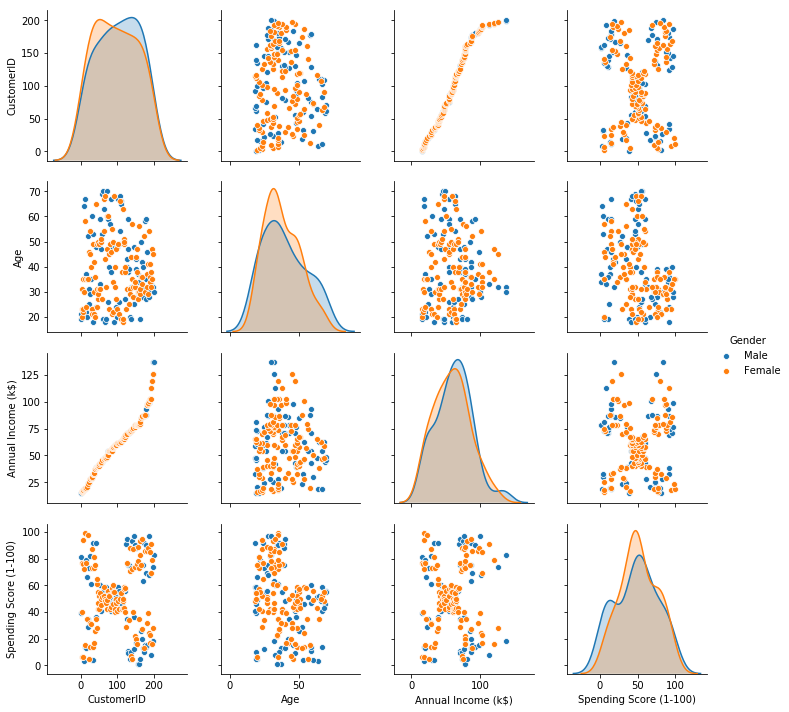 CustomerID
200
150
100
50
0
Age
70
60
50
40
30
20
Gender
Male
Female
Annual Income (k$)
125
100
75
50
25
Spending Score (1-100)
100
80
60
40
20
0
0 100 200
0 50
0 100
0 50 100
CustomerID Age Annual Income (k$) Spending Score (1-100)